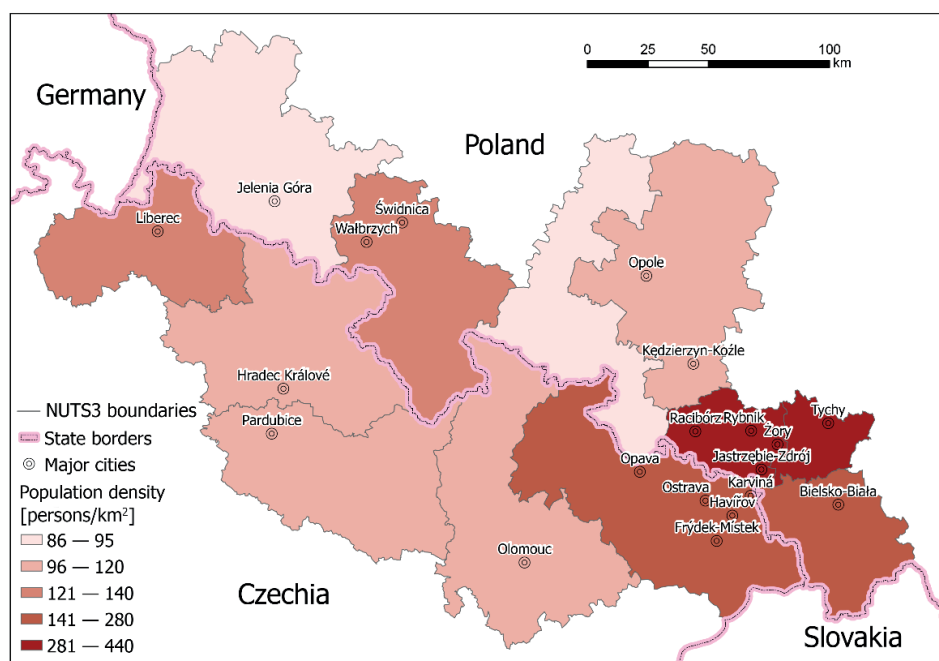 Germany
Poland
0 25 50 100
km
Jelenia Góra
Świdnica
Liberec
Wałbrzych
Opole
Kędzierzyn-Koźle
Hradec Králové
Pardubice
Racibórz
Rybnik
Tychy
Żory
Jastrzębie-Zdrój
Opava
Karviná
Ostrava
Bielsko-Biała
Havířov
Frýdek-Místek
Olomouc
Czechia
Slovakia
NUTS3 boundaries
State borders
Major cities
Population density
[persons/km²]
86 — 95
96 — 120
121 — 140
141 — 280
281 — 440